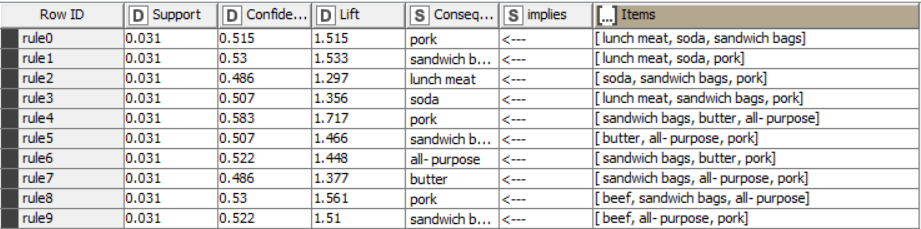 Row ID D Support D Confide... D Lift S Conseq... S implies [...] Items
rule0 0.031 0.515 1.515 pork <--- [ lunch meat, soda, sandwich bags]
rule1 0.031 0.53 1.533 sandwich b... <--- [ lunch meat, soda, pork]
rule2 0.031 0.486 1.297 lunch meat <--- [ soda, sandwich bags, pork]
rule3 0.031 0.507 1.356 soda <--- [ lunch meat, sandwich bags, pork]
rule4 0.031 0.583 1.717 pork <--- [ sandwich bags, butter, all- purpose]
rule5 0.031 0.507 1.466 sandwich b... <--- [ butter, all- purpose, pork]
rule6 0.031 0.522 1.448 all- purpose <--- [ sandwich bags, butter, pork]
rule7 0.031 0.486 1.377 butter <--- [ sandwich bags, all- purpose, pork]
rule8 0.031 0.53 1.561 pork <--- [ beef, sandwich bags, all- purpose]
rule9 0.031 0.522 1.51 sandwich b... <--- [ beef, all- purpose, pork]